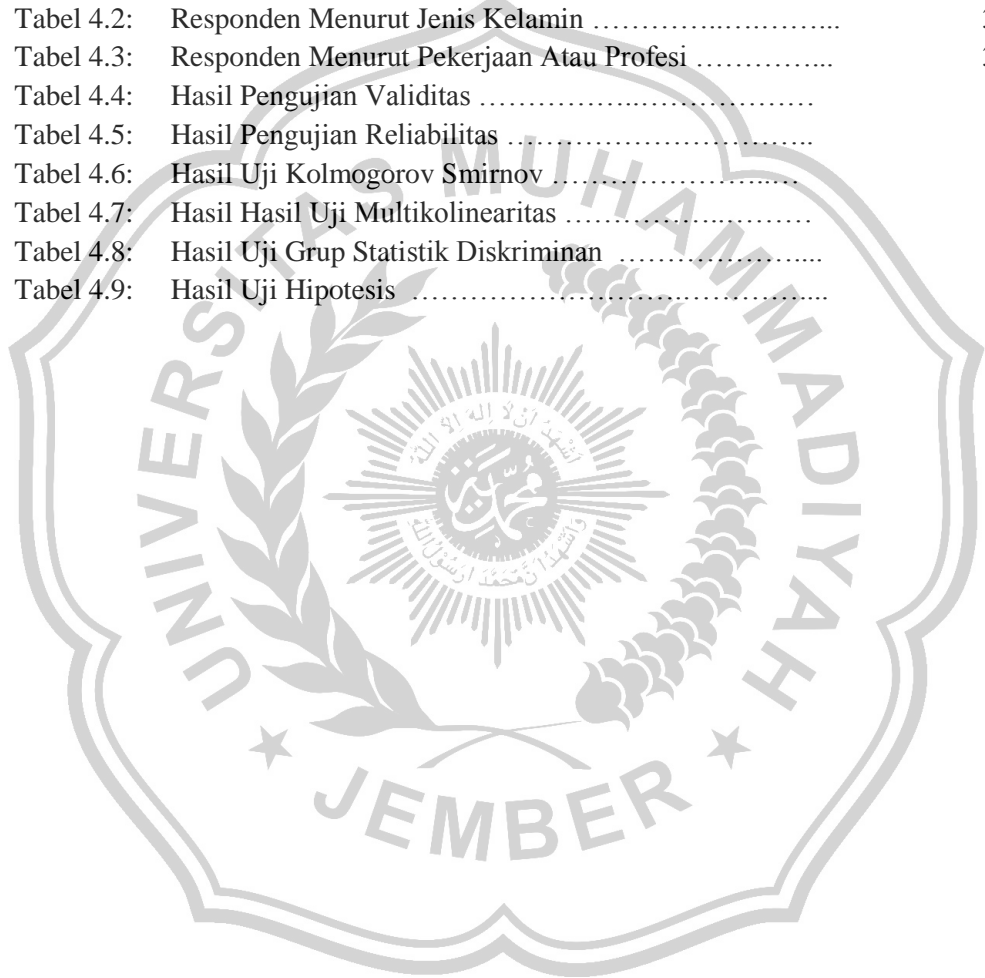 Tabel 4.2: Responden Menurut Jenis Kelamin …………..…………...
Tabel 4.3: Responden Menurut Pekerjaan Atau Profesi …………...
Tabel 4.4: Hasil Pengujian Validitas ……………..………………
Tabel 4.5: Hasil Pengujian Reliabilitas ……………………….…..
Tabel 4.6: Hasil Uji Kolmogorov Smirnov …………………..…
Tabel 4.7: Hasil Hasil Uji Multikolinearitas ……………..………
Tabel 4.8: Hasil Uji Grup Statistik Diskriminan ………………....
Tabel 4.9: Hasil Uji Hipotesis ……………………….…………....
UNIVERSITAS MUHAMMADIYAH
JEMBER